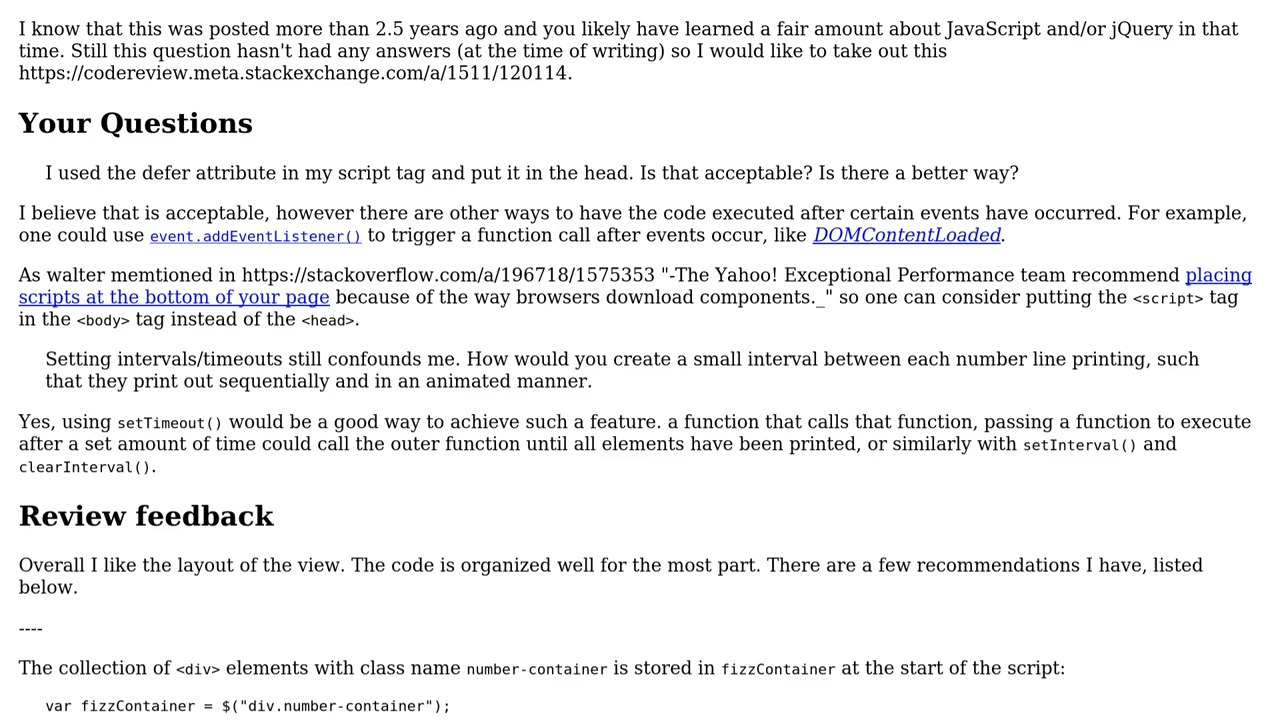 I know that this was posted more than 2.5 years ago and you likely have learned a fair amount about JavaScript and/or jQuery in that
time. Still this question hasn't had any answers (at the time of writing) so I would like to take out this
https://codereview.meta.stackexchange.com/a/1511/120114.
Your Questions
I used the defer attribute in my script tag and put it in the head. Is that acceptable? Is there a better way?
I believe that is acceptable, however there are other ways to have the code executed after certain events have occurred. For example,
one could use event.addEventListener() to trigger a function call after events occur, like DOMContentLoaded.
As walter memtioned in https://stackoverflow.com/a/196718/1575353 "-The Yahoo! Exceptional Performance team recommend placing
scripts at the bottom of your page because of the way browsers download components._" so one can consider putting the <script> tag
in the <body> tag instead of the <head>.
Setting intervals/timeouts still confounds me. How would you create a small interval between each number line printing, such
that they print out sequentially and in an animated manner.
Yes, using setTimeout() would be a good way to achieve such a feature. a function that calls that function, passing a function to execute
after a set amount of time could call the outer function until all elements have been printed, or similarly with setInterval() and
clearInterval().
Review feedback
Overall I like the layout of the view. The code is organized well for the most part. There are a few recommendations I have, listed
below.
----
The collection of <div> elements with class name number-container is stored in fizzContainer at the start of the script:
var fizzContainer = $("div.number-container");